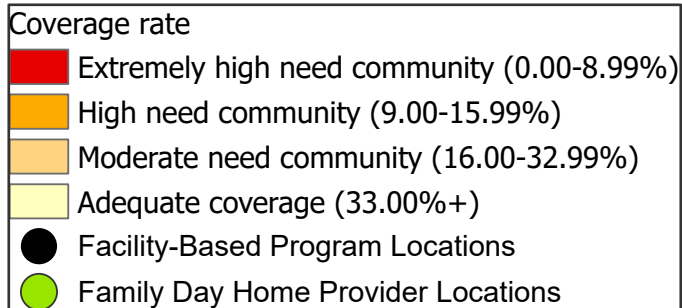 Coverage rate
Extremely high need community (0.00-8.99%)
High need community (9.00-15.99%)
Moderate need community (16.00-32.99%)
Adequate coverage (33.00%+)
Facility-Based Program Locations
Family Day Home Provider Locations